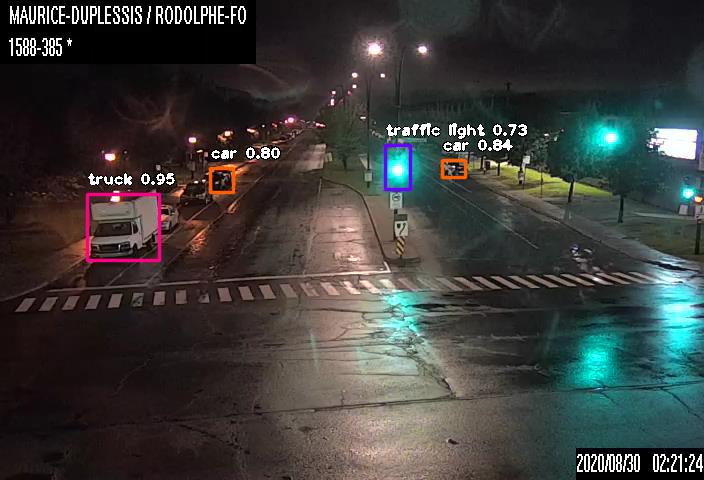 MAURICE-DUPLESSIS / RODOLPHE-FO
1588-385 *
traffic light 0.73
car 0.84
car 0.80
truck 0.95
2020/08/30 02:21:24